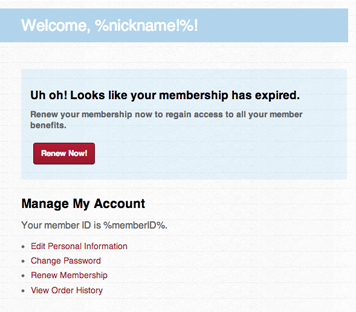 Welcome, %nickname!%!
Uh oh! Looks like your membership has expired.
Renew your membership now to regain access to all your member
benefits.
Renew Now!
Manage My Account
Your member ID is %memberID%.
Edit Personal Information
Change Password
Renew Membership
View Order History